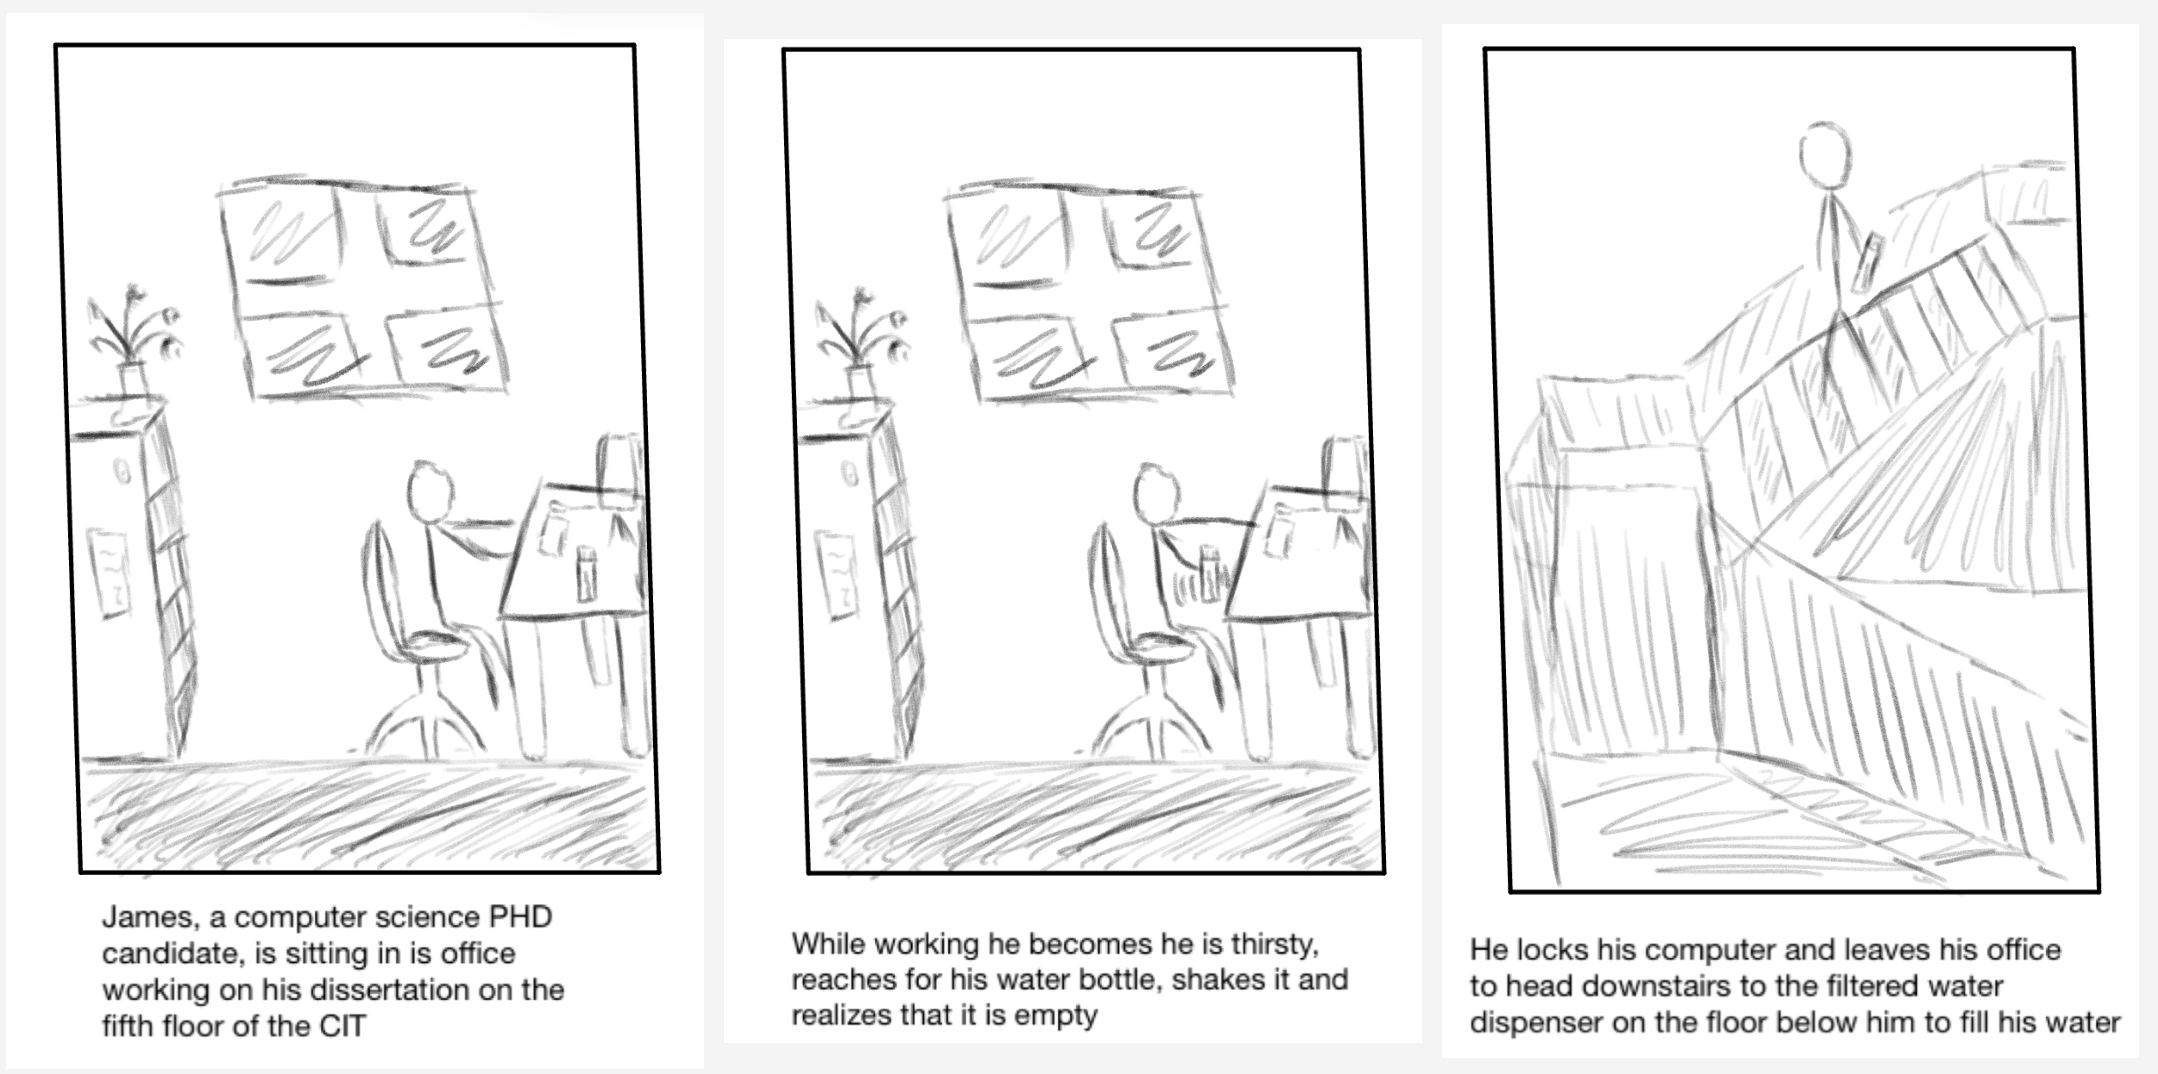 James, a computer science PHD
candidate, is sitting in is office
working on his dissertation on the
fifth floor of the CIT
While working he becomes he is thirsty,
reaches for his water bottle, shakes it and
realizes that it is empty
He locks his computer and leaves his office
to head downstairs to the filtered water
dispenser on the floor below him to fill his water